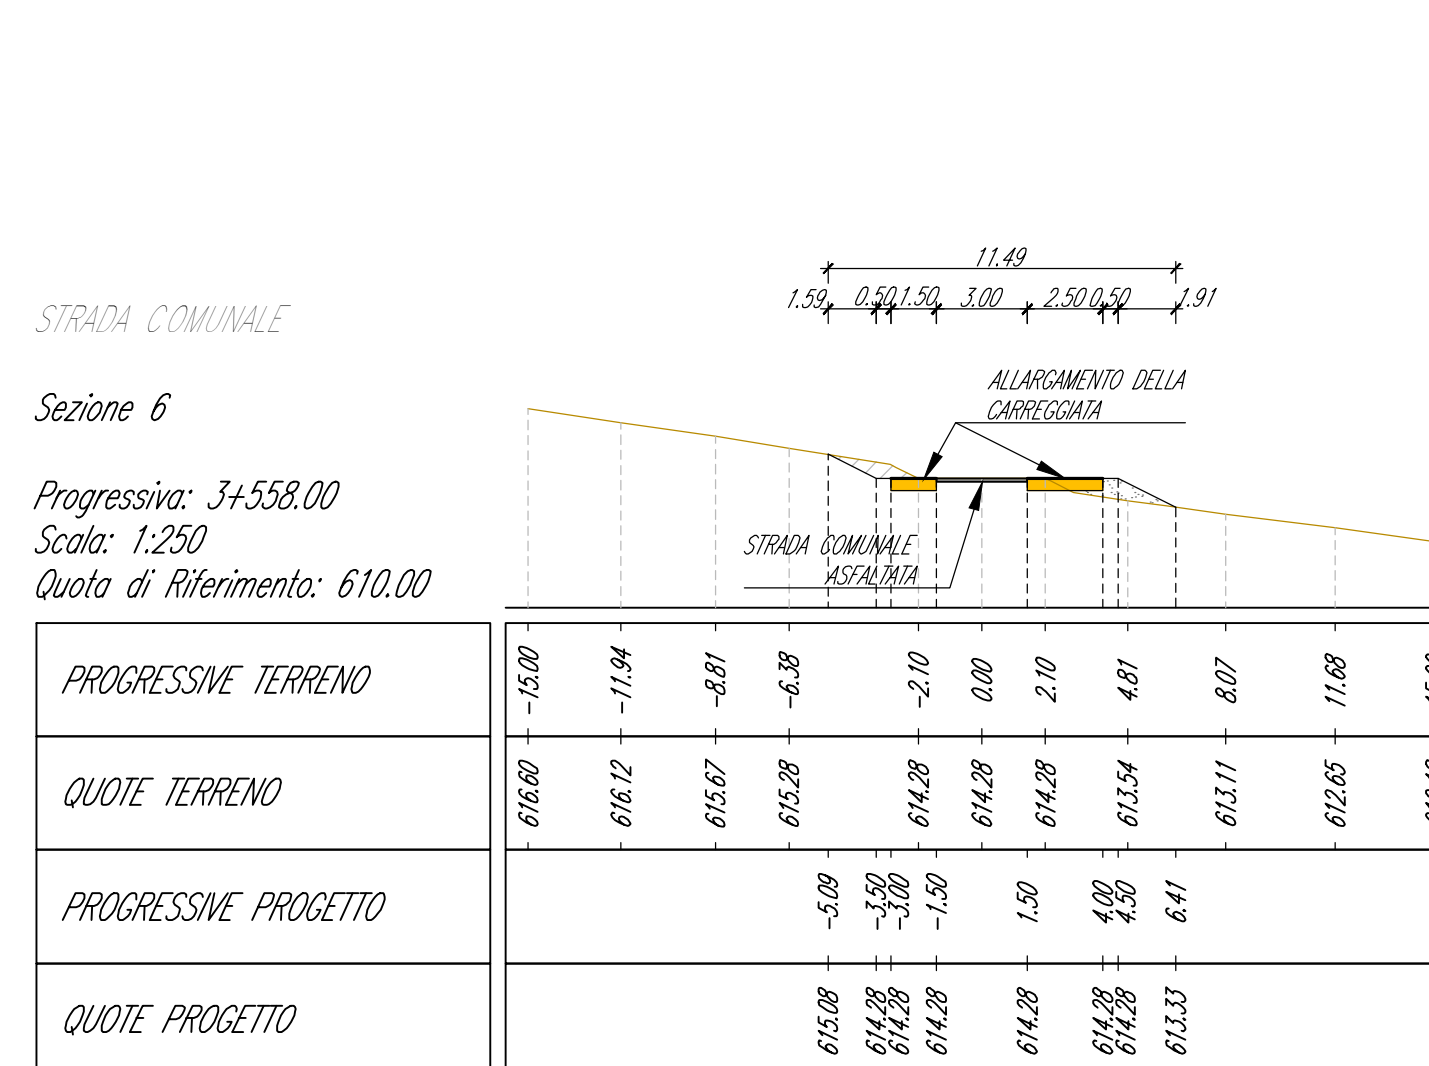 11.49
1.59 0.50 1.50 3.00 2.50 0.50 1.91
STRADA COMUNALE
ALLARGAMENTO DELLA
CARREGGIATA
Sezione 6
Progressiva: 3+558.00
Scala: 1:250
Quota di Riferimento: 610.00
STRADA COMUNALE
ASFALTATA
PROGRESSIVE TERRENO -15.00 -11.94 -8.81 -6.38 -2.10 0.00 2.10 4.81 8.07 11.68
QUOTE TERRENO 616.60 616.12 615.67 615.28 614.28 614.28 614.28 613.54 613.11 612.65
PROGRESSIVE PROGETTO -5.09 -3.50 -3.00 -1.50 1.50 4.00 4.50 6.41
QUOTE PROGETTO 615.08 614.28 614.28 614.28 614.28 614.28 614.28 613.33